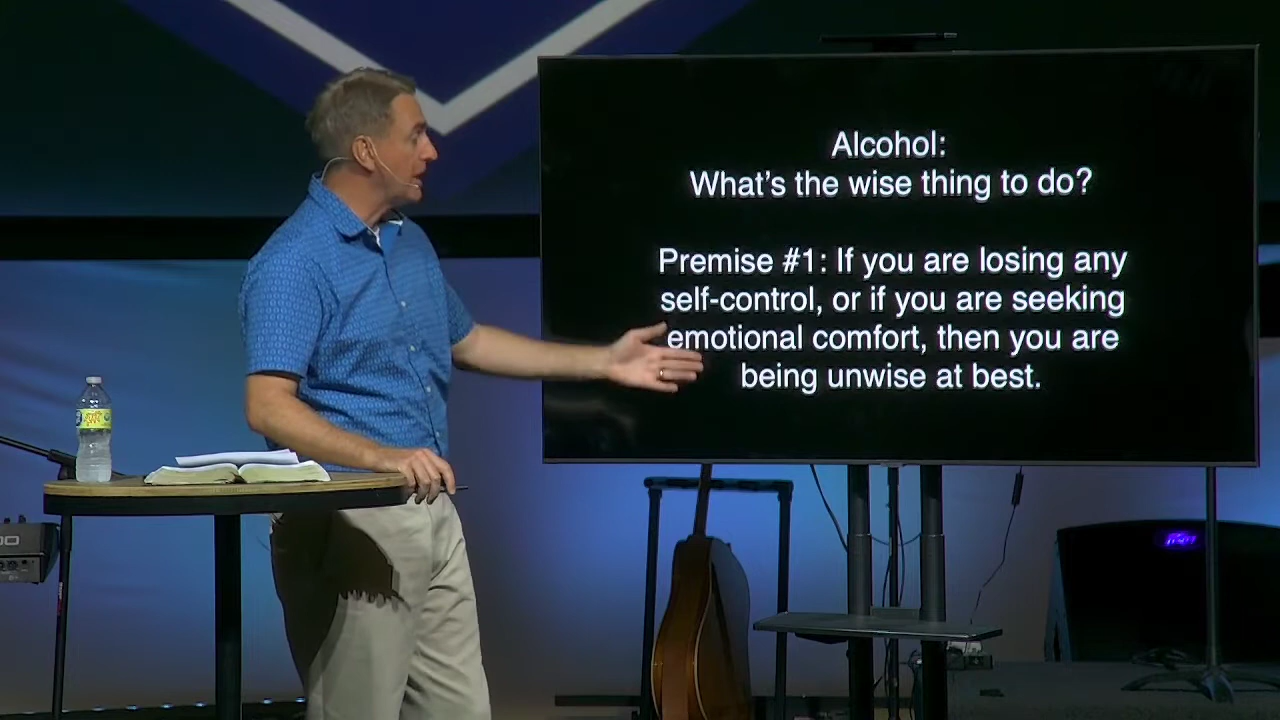 Alcohol:
What's the wise thing to do?
Premise #1: If you are losing any
self-control, or if you are seeking
emotional comfort, then you are
being unwise at best.